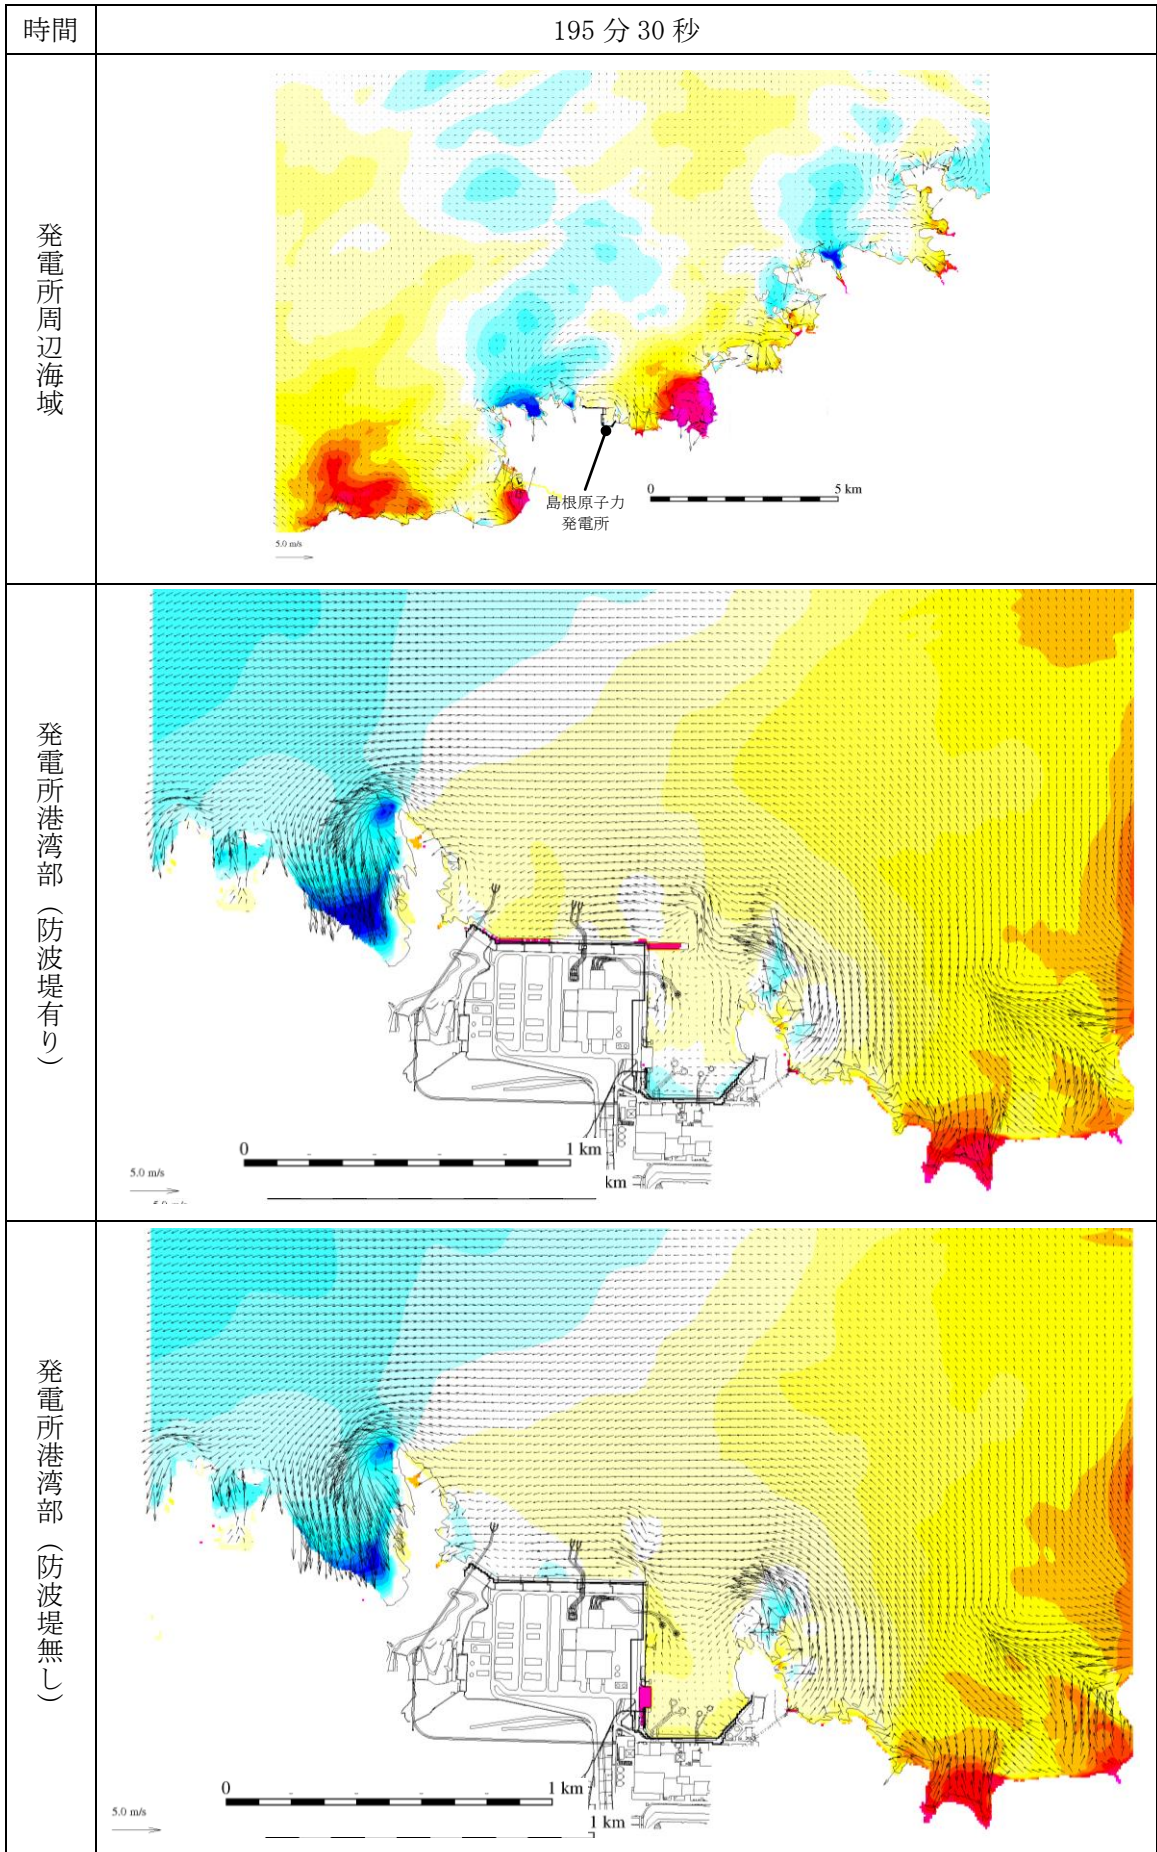 時間
195 分 30 秒
発電所周辺海域
島根原子力
発電所
0
5 km
5.0 m/s
発電所港湾部（防波堤有り）
0
1 km
km
5.0 m/s
発電所港湾部（防波堤無し）
0
1 km
1 km
5.0 m/s